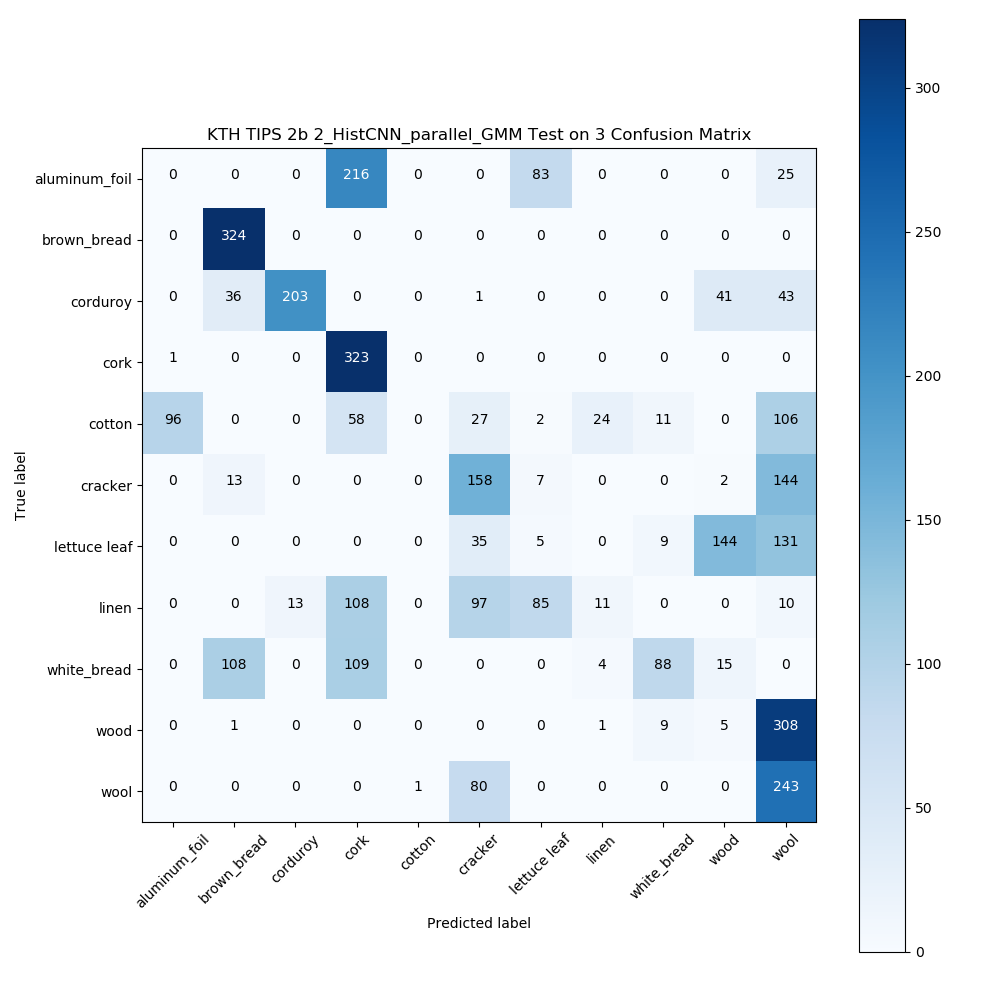 KTH TIPS 2b 2_HistCNN_parallel_GMM Test on 3 Confusion Matrix
True label
aluminum_foil 0 0 0 216 0 0 83 0 0 0 25
brown_bread 0 324 0 0 0 0 0 0 0 0 0
corduroy 0 36 203 0 0 1 0 0 0 41 43
cork 1 0 0 323 0 0 0 0 0 0 0
cotton 96 0 0 58 0 27 2 24 11 0 106
cracker 0 13 0 0 0 158 7 0 0 2 144
lettuce leaf 0 0 0 0 0 35 5 0 9 144 131
linen 0 0 13 108 0 97 85 11 0 0 10
white_bread 0 108 0 109 0 0 0 4 88 15 0
wood 0 1 0 0 0 0 0 1 9 5 308
wool 0 0 0 0 1 80 0 0 0 0 243
aluminum_foil brown_bread corduroy cork cotton cracker lettuce leaf linen white_bread wood wool
Predicted label
300
250
200
150
100
50
0